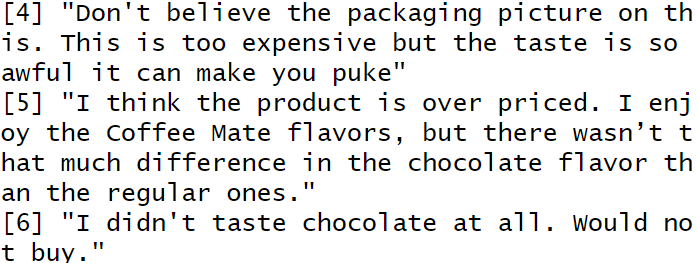 [4] "Don't believe the packaging picture on th
is. This is too expensive but the taste is so
awful it can make you puke"
[5] "I think the product is over priced. I enj
oy the Coffee Mate flavors, but there wasn’t t
hat much difference in the chocolate flavor th
an the regular ones."
[6] "I didn't taste chocolate at all. Would no
t buy."